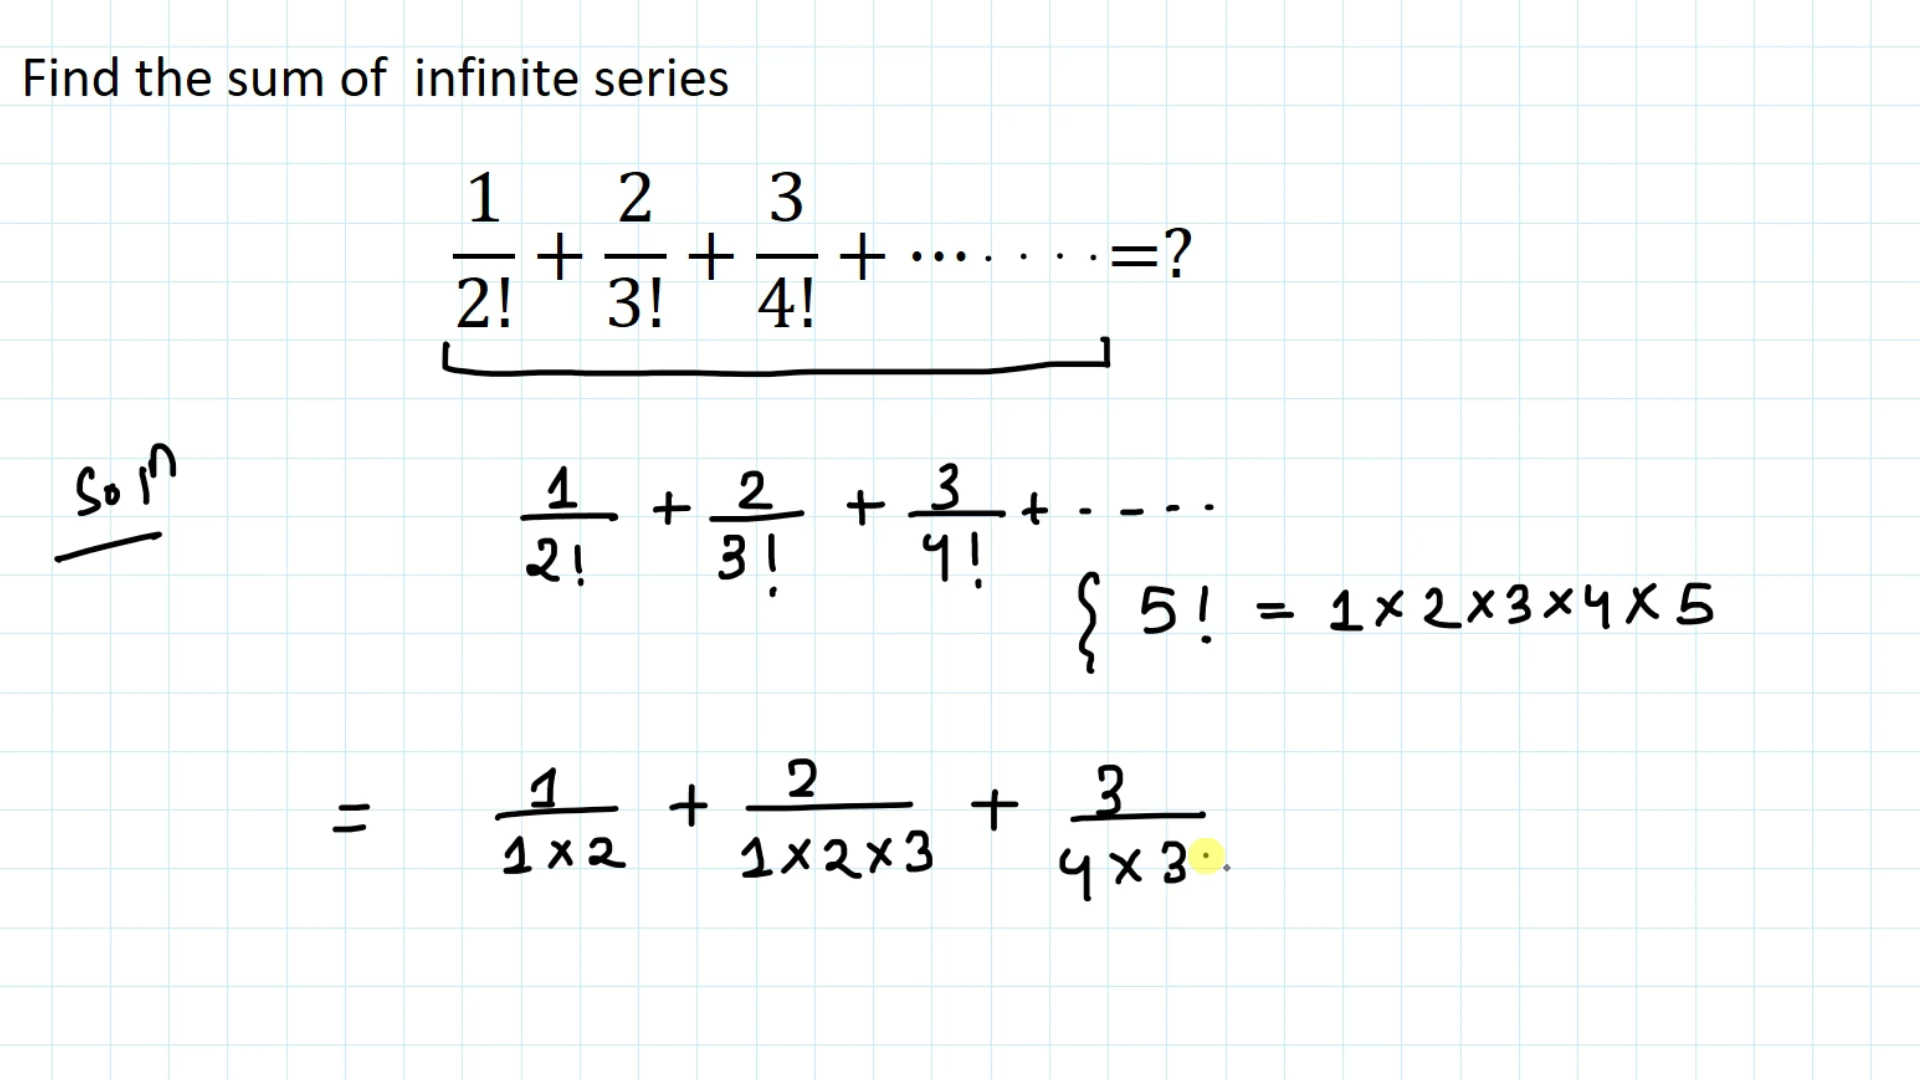 Find the sum of infinite series
1/2! + 2/3! + 3/4! + ⋯· · · ·=?
Solⁿ
1/2! + 2/3! + 3/4! + - - - -
{ 5! = 1×2×3×4×5
= 1/1×2 + 2/1×2×3 + 3/4×3